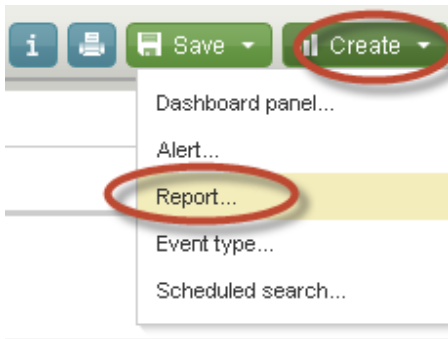 i Save Create
Dashboard panel...
Alert...
Report...
Event type...
Scheduled search...